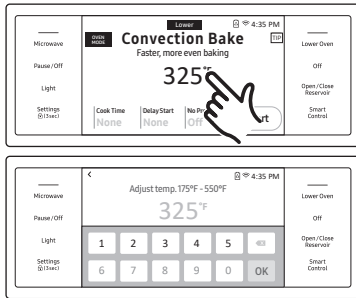 Lower
4:35 PM
OVEN MODE
Convection Bake
TIP
Faster, more even baking
325°F
Cook Time
None
Delay Start
None
No Pr
Off
rt
Microwave
Pause/Off
Light
Settings
(3sec)
Lower Oven
Off
Open/Close
Reservoir
Smart
Control
<
4:35 PM
Adjust temp. 175°F - 550°F
325°F
1 2 3 4 5
6 7 8 9 0 OK
Microwave
Pause/Off
Light
Settings
(3sec)
Lower Oven
Off
Open/Close
Reservoir
Smart
Control